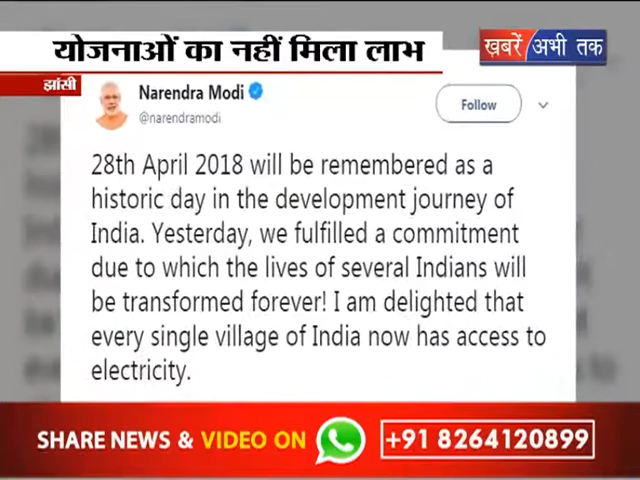 योजनाओं का नहीं मिला लाभ
ख़बरें अभी तक
झांसी
Narendra Modi
@narendramodi
Follow
28th April 2018 will be remembered as a
historic day in the development journey of
India. Yesterday, we fulfilled a commitment
due to which the lives of several Indians will
be transformed forever! I am delighted that
every single village of India now has access to
electricity.
SHARE NEWS & VIDEO ON +91 8264120899